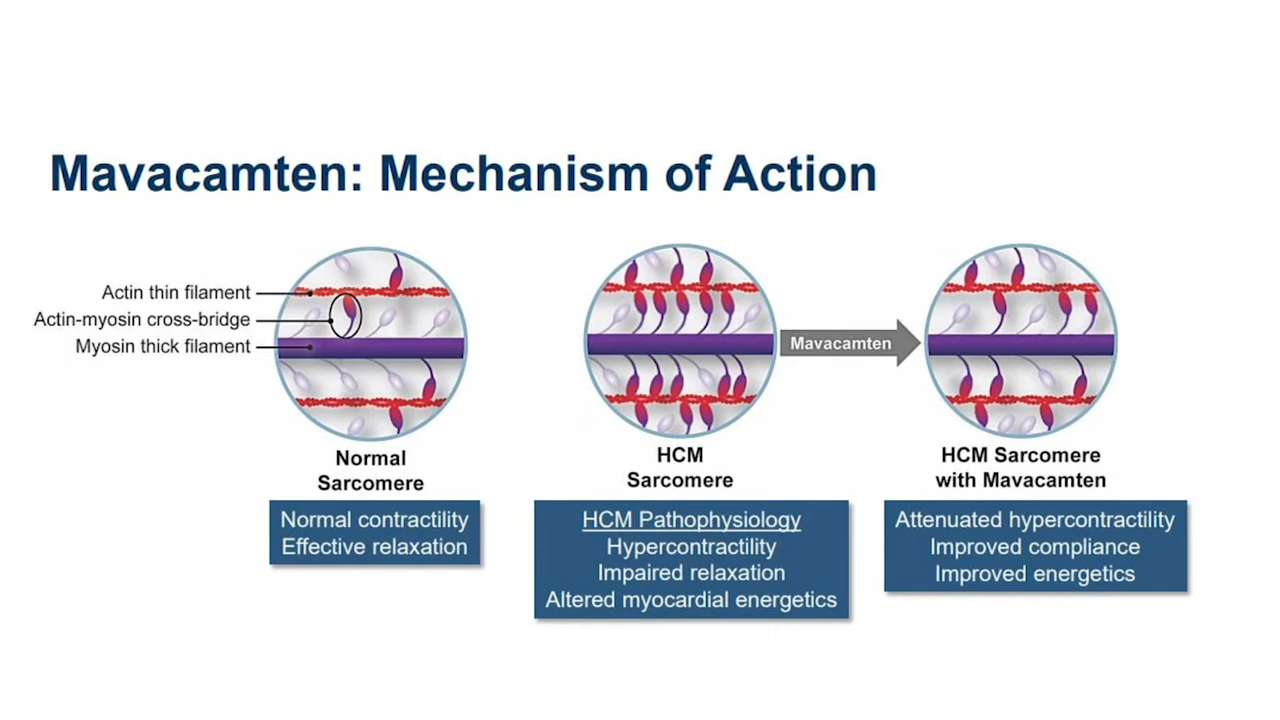 Mavacamten: Mechanism of Action
Actin thin filament
Actin-myosin cross-bridge
Myosin thick filament
Normal
Sarcomere
Normal contractility
Effective relaxation
HCM
Sarcomere
HCM Pathophysiology
Hypercontractility
Impaired relaxation
Altered myocardial energetics
Mavacamten
HCM Sarcomere
with Mavacamten
Attenuated hypercontractility
Improved compliance
Improved energetics